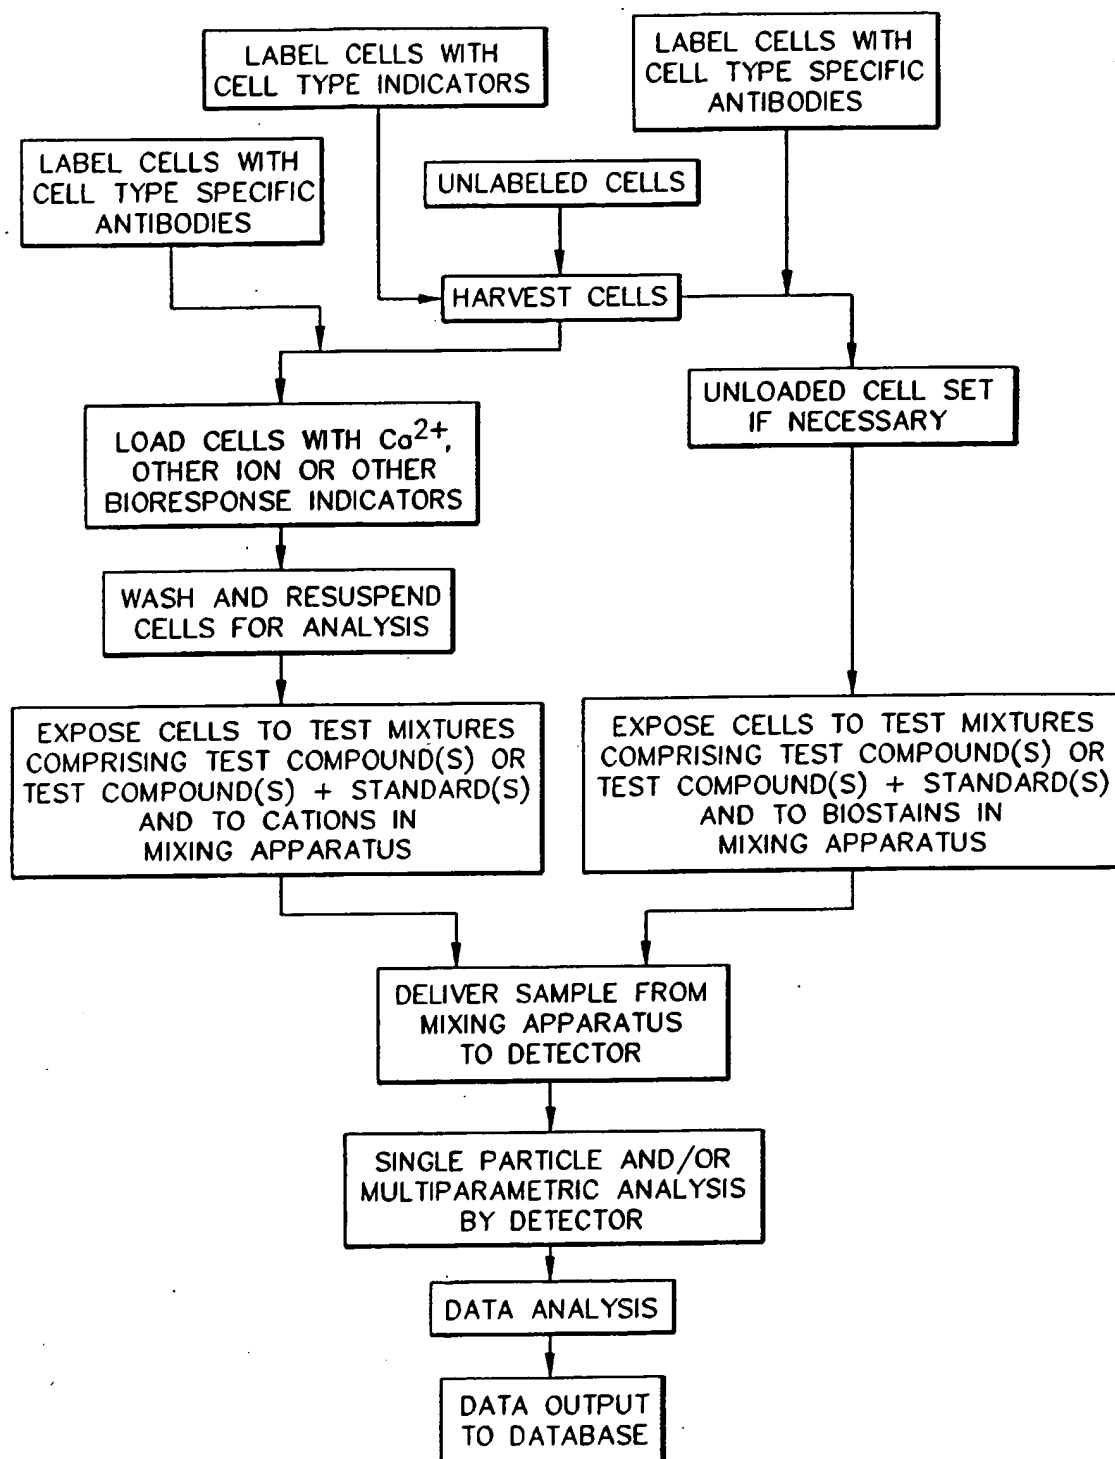 LABEL CELLS WITH
CELL TYPE INDICATORS
LABEL CELLS WITH
CELL TYPE SPECIFIC
ANTIBODIES
LABEL CELLS WITH
CELL TYPE SPECIFIC
ANTIBODIES
UNLABELED CELLS
HARVEST CELLS
UNLOADED CELL SET
IF NECESSARY
LOAD CELLS WITH Ca2+,
OTHER ION OR OTHER
BIORESPONSE INDICATORS
WASH AND RESUSPEND
CELLS FOR ANALYSIS
EXPOSE CELLS TO TEST MIXTURES
COMPRISING TEST COMPOUND(S) OR
TEST COMPOUND(S) + STANDARD(S)
AND TO CATIONS IN
MIXING APPARATUS
EXPOSE CELLS TO TEST MIXTURES
COMPRISING TEST COMPOUND(S) OR
TEST COMPOUND(S) + STANDARD(S)
AND TO BIOSTAINS IN
MIXING APPARATUS
DELIVER SAMPLE FROM
MIXING APPARATUS
TO DETECTOR
SINGLE PARTICLE AND/OR
MULTIPARAMETRIC ANALYSIS
BY DETECTOR
DATA ANALYSIS
DATA OUTPUT
TO DATABASE